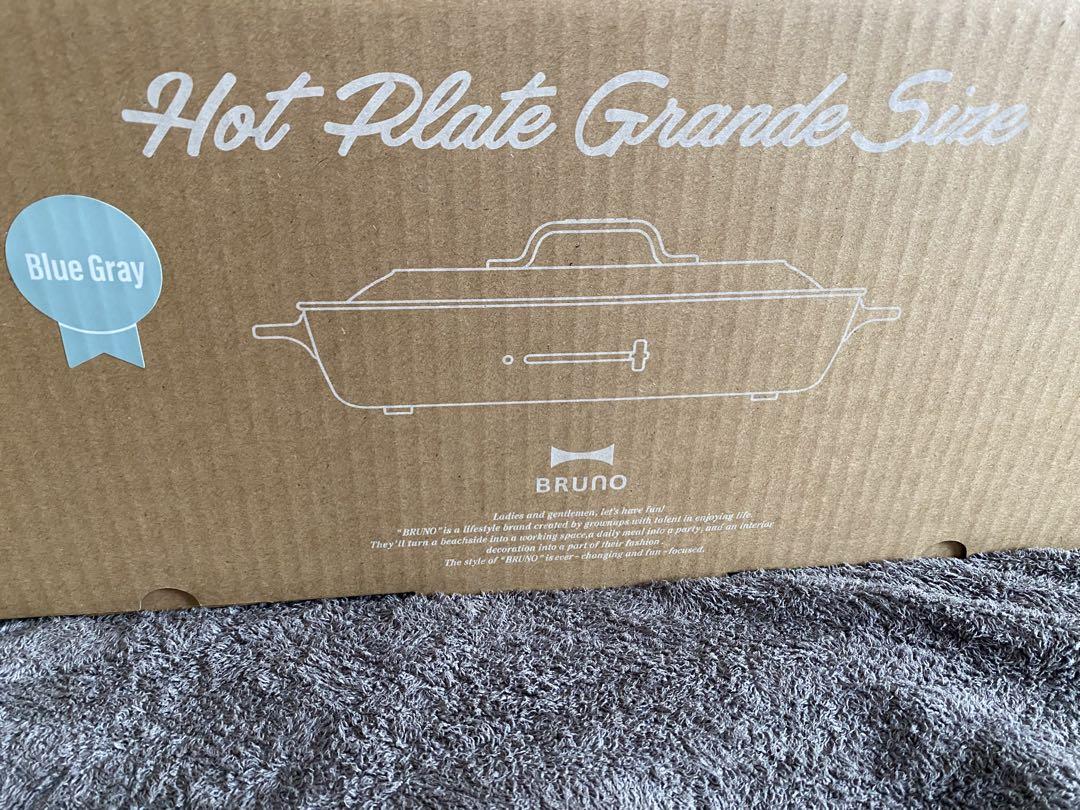 Hot Plate Grande Size
Blue Gray
BRUNO
Ladies and gentlemen, let's have fun!
"BRUNO" is a lifestyle brand created by grownups with talent in enjoying life.
They'll turn a beachside into a working space, a daily meal into a party, and an interior
decoration into a part of their fashion.
The style of "BRUNO" is ever-changing and fun-focused.